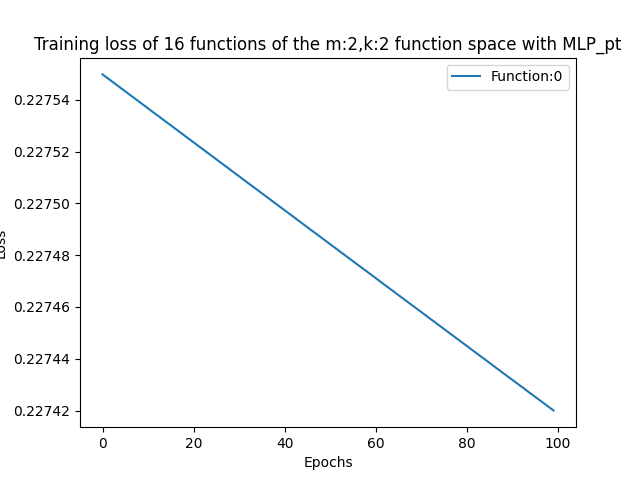 Training loss of 16 functions of the m:2,k:2 function space with MLP_pt
Function:0
0.22754
0.22752
0.22750
0.22748
0.22746
0.22744
0.22742
Loss
0 20 40 60 80 100
Epochs